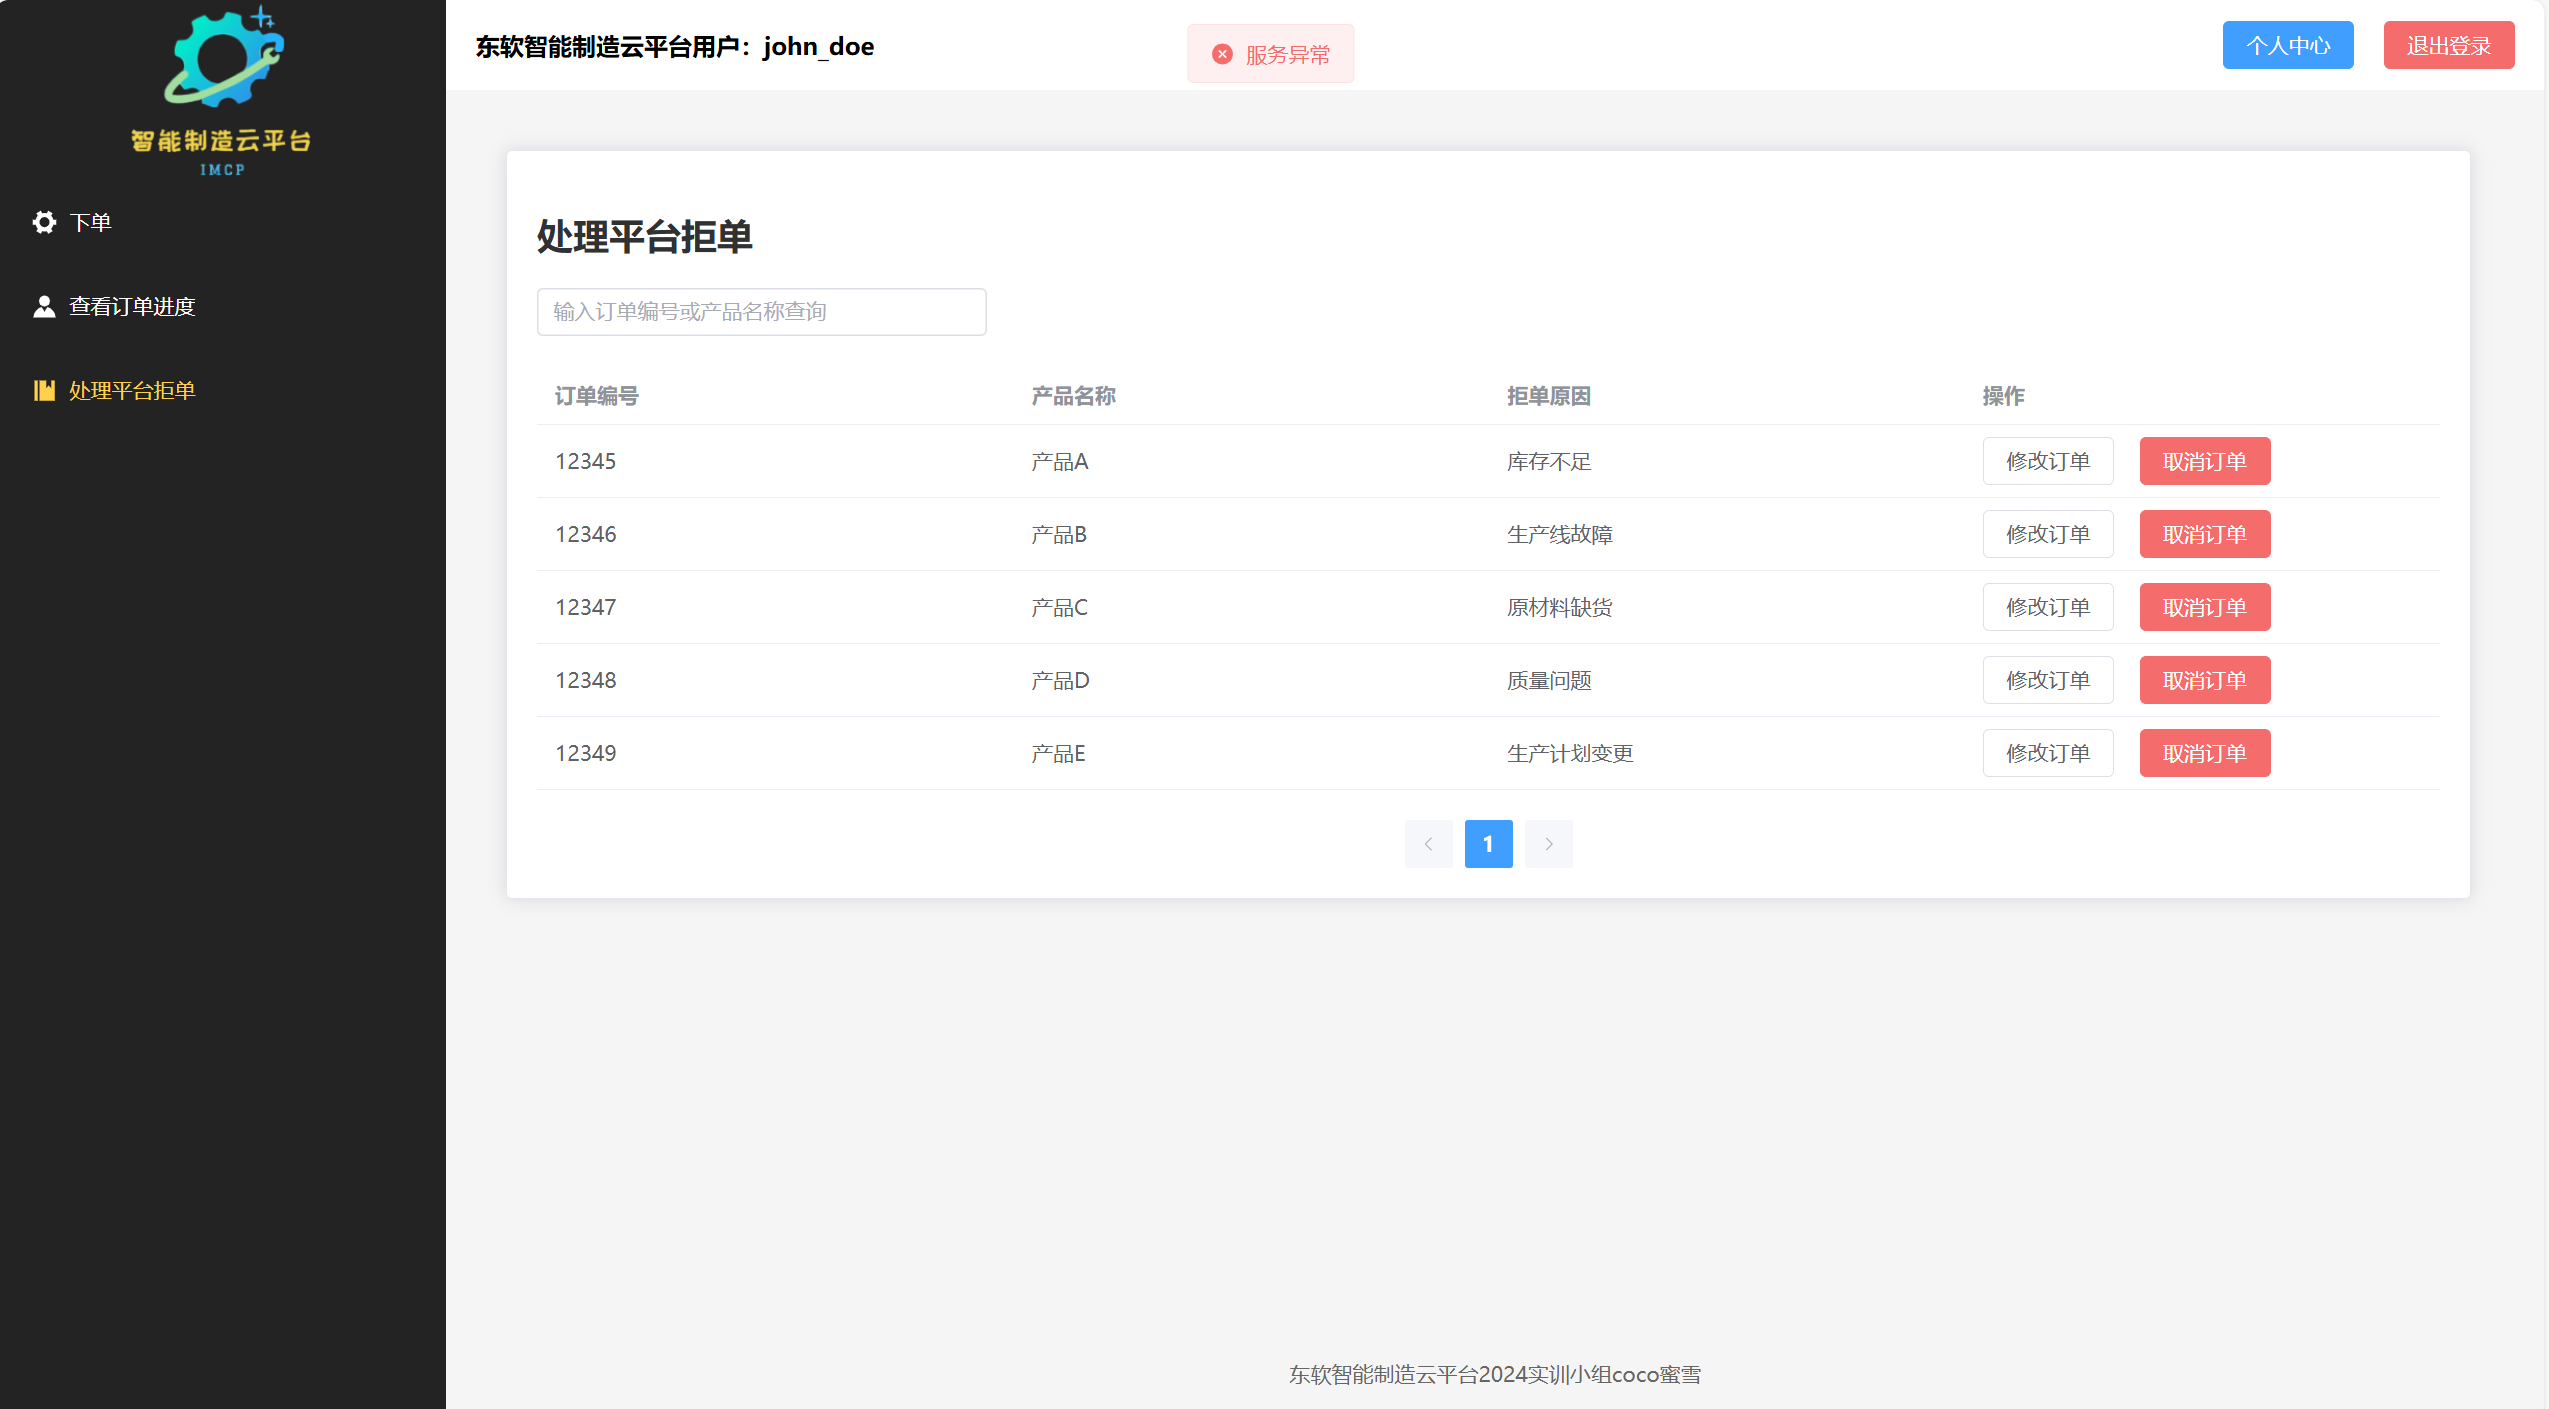 智能制造云平台
IMCP
下单
查看订单进度
处理平台拒单
东软智能制造云平台用户：john_doe
服务异常
个人中心 退出登录
处理平台拒单
输入订单编号或产品名称查询
订单编号 产品名称 拒单原因 操作
12345 产品A 库存不足 修改订单 取消订单
12346 产品B 生产线故障 修改订单 取消订单
12347 产品C 原材料缺货 修改订单 取消订单
12348 产品D 质量问题 修改订单 取消订单
12349 产品E 生产计划变更 修改订单 取消订单
1
东软智能制造云平台2024实训小组coco蜜雪